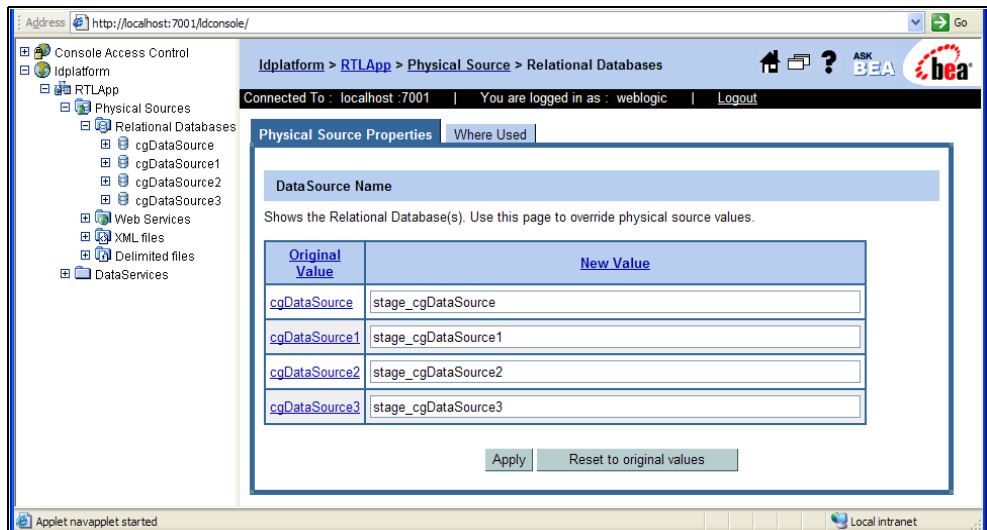 Address http://localhost:7001/ldconsole/ Go
Console Access Control
ldplatform
RTLApp
Physical Sources
Relational Databases
cgDataSource
cgDataSource1
cgDataSource2
cgDataSource3
Web Services
XML files
Delimited files
DataServices
ldplatform > RTLApp > Physical Source > Relational Databases
? ASK BEA bea
Connected To : localhost :7001 | You are logged in as : weblogic | Logout
Physical Source Properties Where Used
DataSource Name
Shows the Relational Database(s). Use this page to override physical source values.
Original Value New Value
cgDataSource stage_cgDataSource
cgDataSource1 stage_cgDataSource1
cgDataSource2 stage_cgDataSource2
cgDataSource3 stage_cgDataSource3
Apply Reset to original values
Applet navapplet started Local intranet